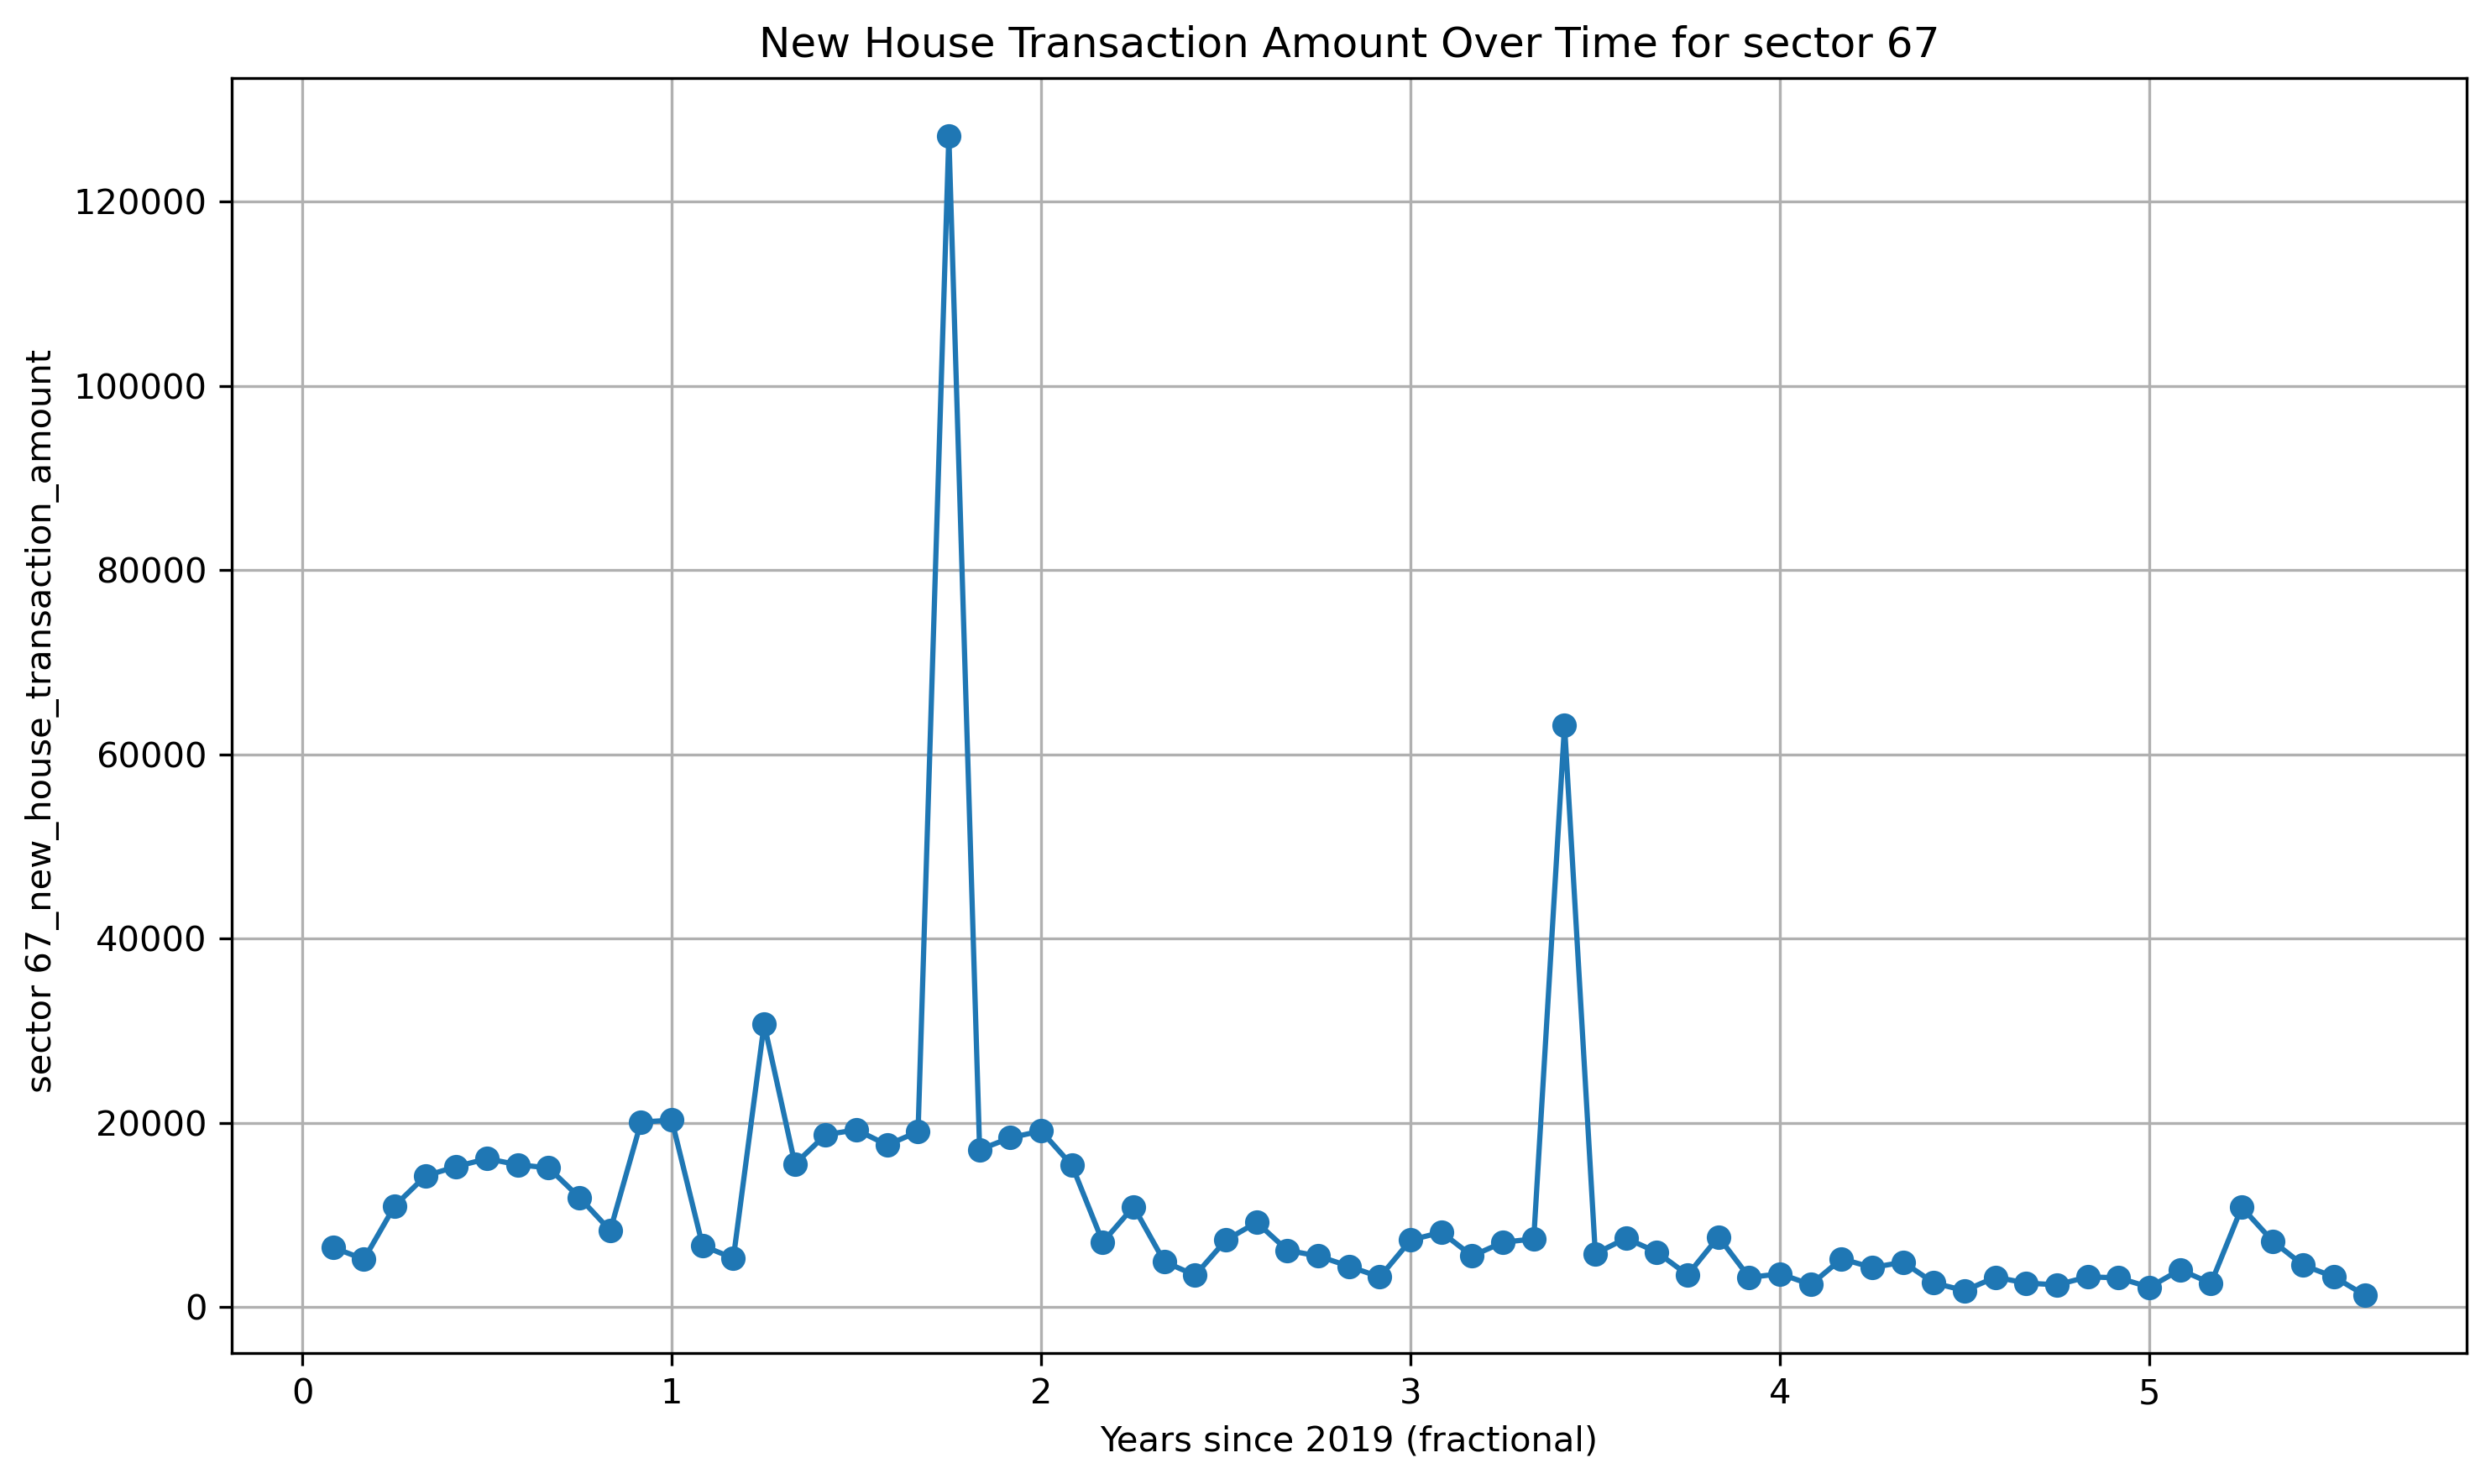 New House Transaction Amount Over Time for sector 67
sector 67_new_house_transaction_amount
120000
100000
80000
60000
40000
20000
0
0 1 2 3 4 5
Years since 2019 (fractional)